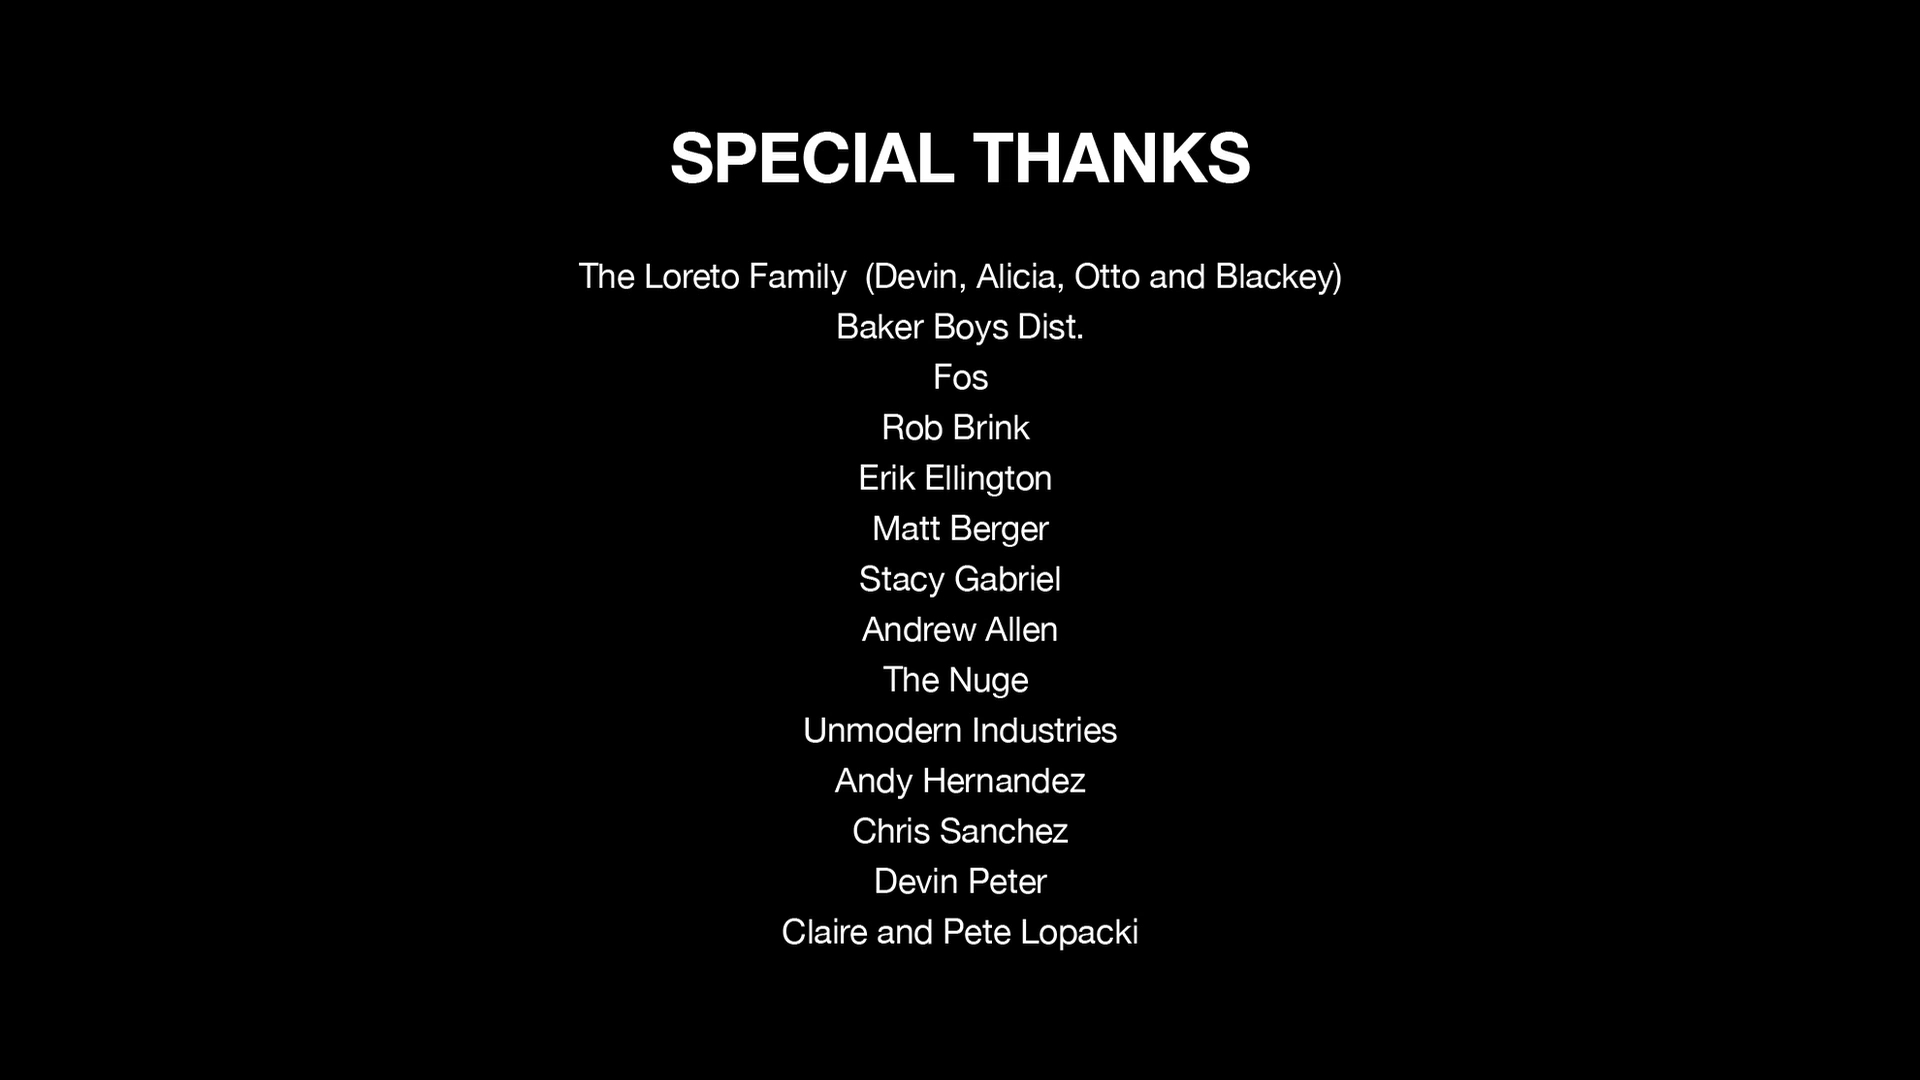 SPECIAL THANKS
The Loreto Family  (Devin, Alicia, Otto and Blackey)
Baker Boys Dist.
Fos
Rob Brink
Erik Ellington
Matt Berger
Stacy Gabriel
Andrew Allen
The Nuge
Unmodern Industries
Andy Hernandez
Chris Sanchez
Devin Peter
Claire and Pete Lopacki